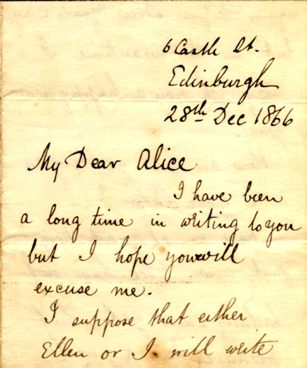 6 Castle St.
Edinburgh
28th Dec 1866
My Dear Alice
I have been
a long time in writing to you
but I hope you will
excuse me.
I suppose that either
Ellen or I will write